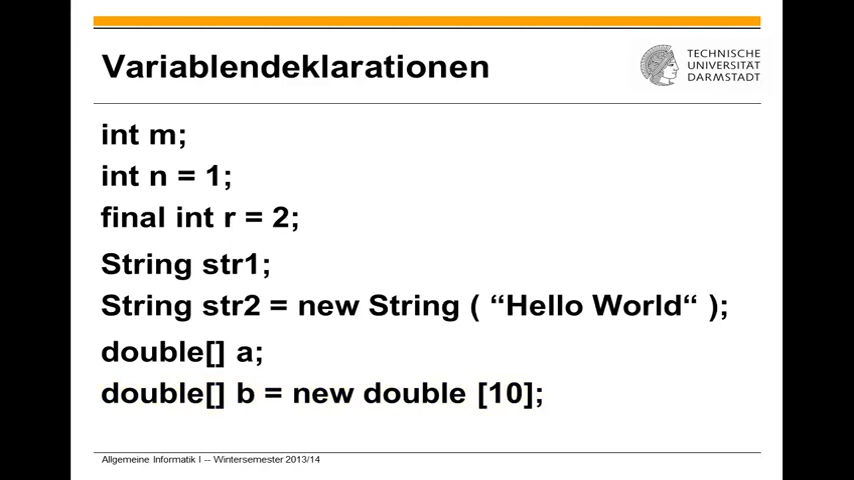 Variablendeklarationen
TECHNISCHE
UNIVERSITÄT
DARMSTADT
int m;
int n = 1;
final int r = 2;
String str1;
String str2 = new String ( “Hello World“ );
double[] a;
double[] b = new double [10];
Allgemeine Informatik I -- Wintersemester 2013/14